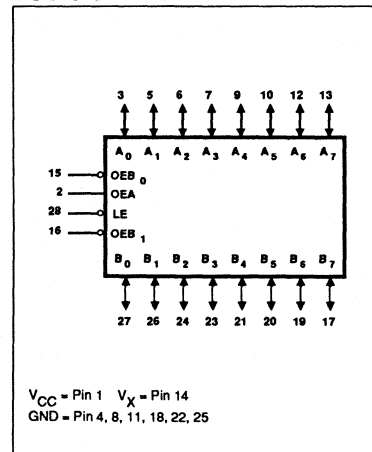 3 5 6 7 9 10 12 13
A0 A1 A2 A3 A4 A5 A6 A7
15 OEB0
2 OEA
28 LE
16 OEB1
B0 B1 B2 B3 B4 B5 B6 B7
27 26 24 23 21 20 19 17
VCC = Pin 1 VX = Pin 14
GND = Pin 4, 8, 11, 18, 22, 25